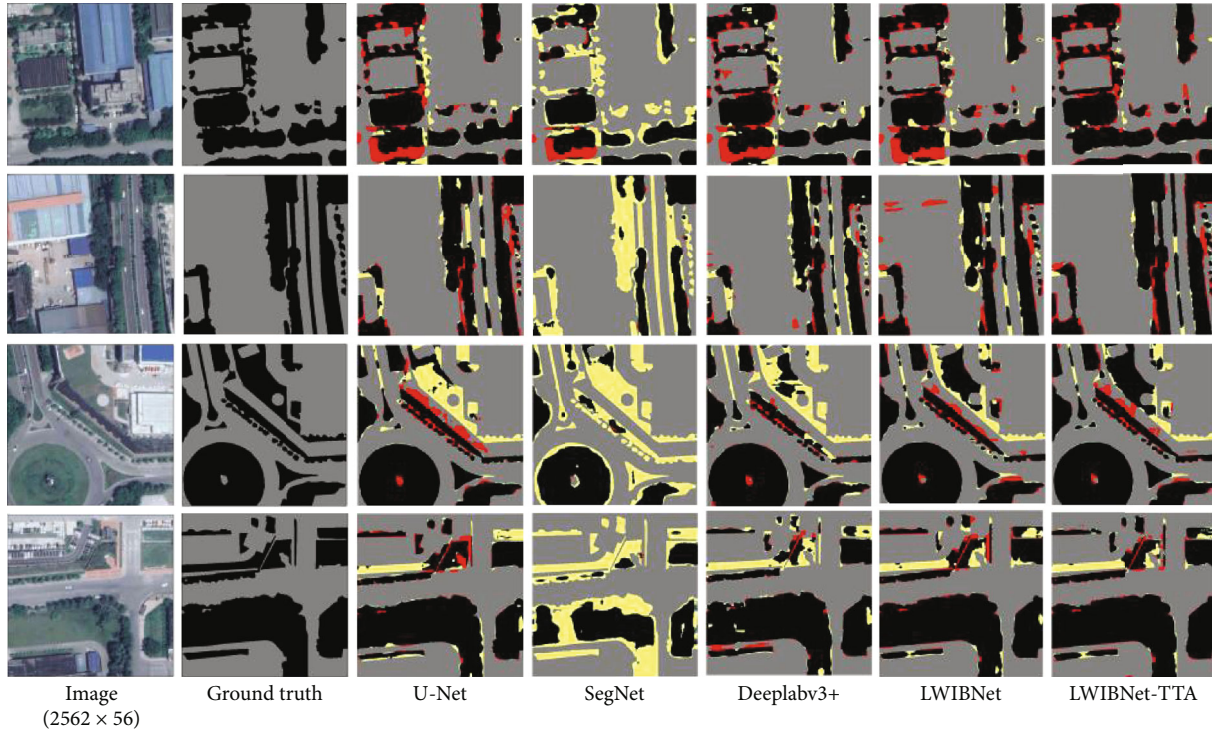 Image
(2562 × 56)
Ground truth
U-Net
SegNet
Deeplabv3+
LWIBNet
LWIBNet-TTA